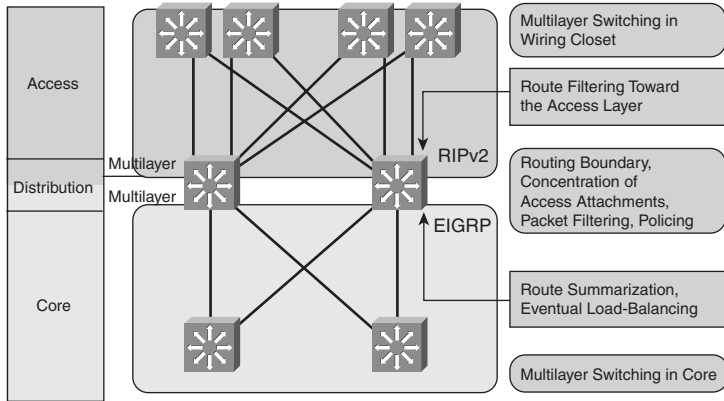 Access
Distribution
Core
Multilayer
Multilayer
RIPv2
EIGRP
Multilayer Switching in
Wiring Closet
Route Filtering Toward
the Access Layer
Routing Boundary,
Concentration of
Access Attachments,
Packet Filtering, Policing
Route Summarization,
Eventual Load-Balancing
Multilayer Switching in Core